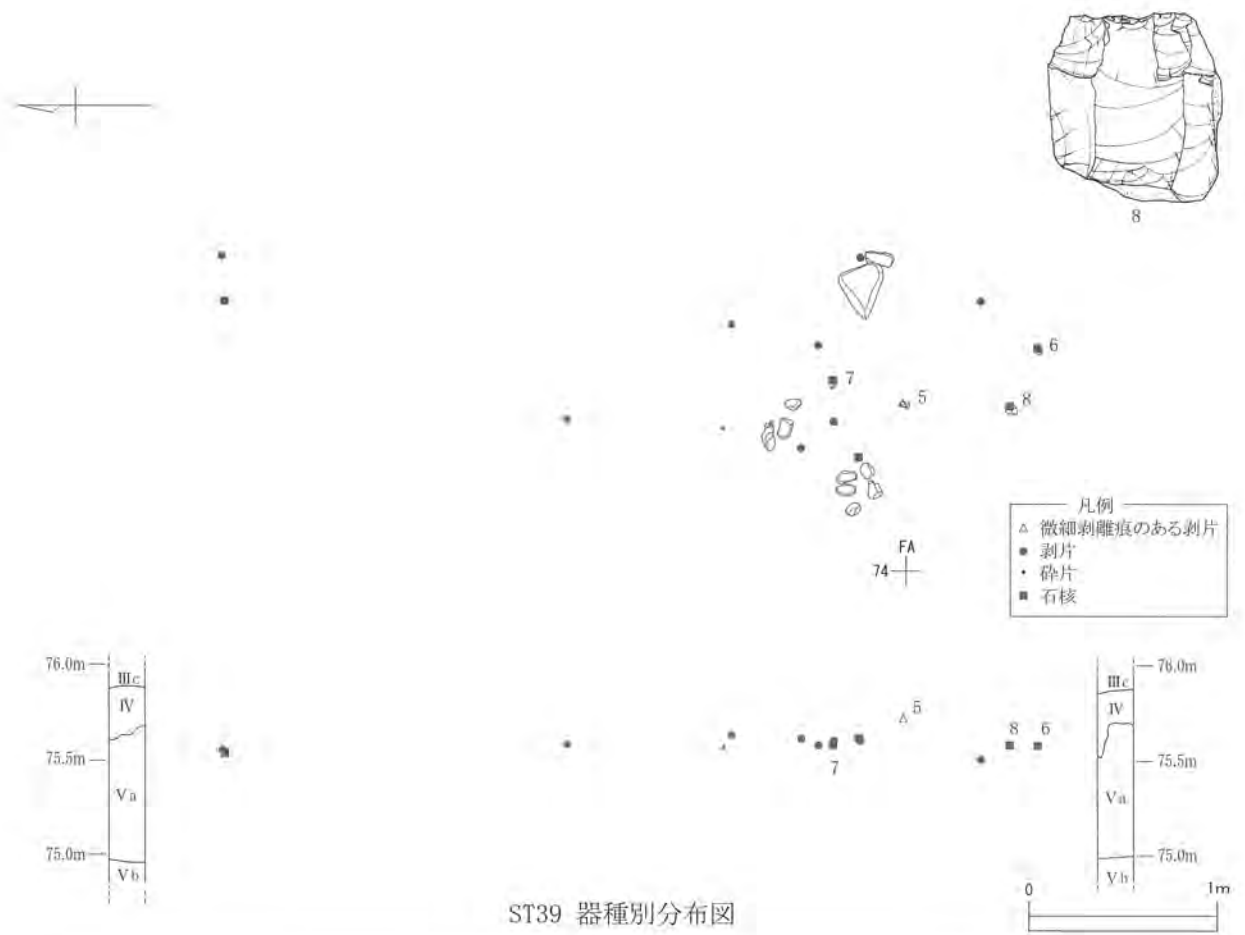 8
6
7
5
8
凡例
△ 微細剥離痕のある剥片
● 剥片
・ 砕片
■ 石核
FA
74
76.0m
Ⅲc
Ⅳ
75.5m
Ⅴa
75.0m
Ⅴb
5
8 6
7
76.0m
Ⅲc
Ⅳ
75.5m
Ⅴa
75.0m
Ⅴb
0 1m
ST39 器種別分布図